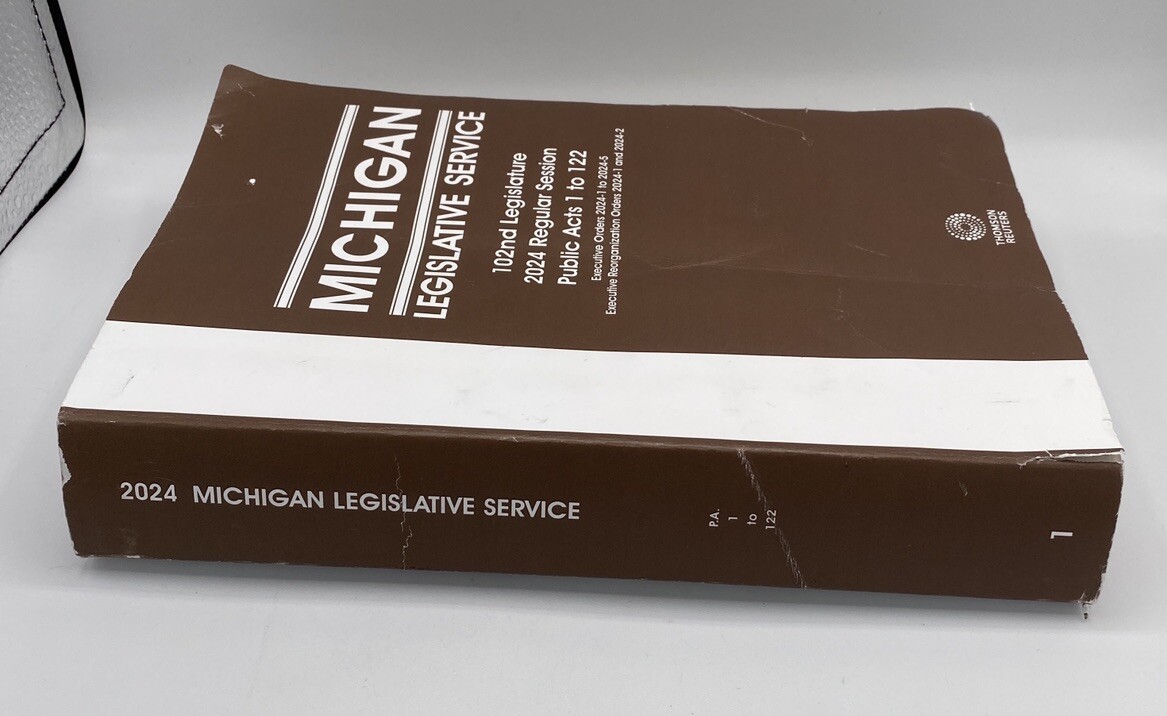 MICHIGAN
LEGISLATIVE SERVICE
102nd Legislature
2024 Regular Session
Public Acts 1 to 122
Executive Orders 2024-1 to 2024-5
Executive Reorganization Orders 2024-1 and 2024-2
THOMSON
REUTERS
2024 MICHIGAN LEGISLATIVE SERVICE
P.A.
1
to
122
1